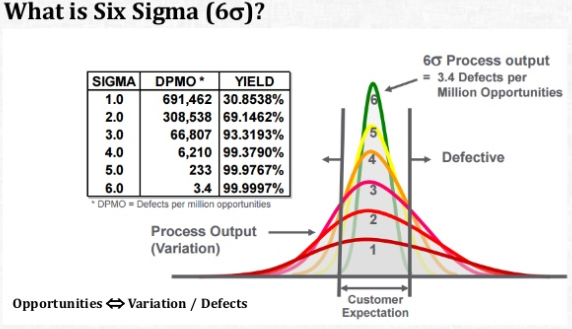 What is Six Sigma (6σ)?
SIGMA DPMO * YIELD
1.0 691,462 30.8538%
2.0 308,538 69.1462%
3.0 66,807 93.3193%
4.0 6,210 99.3790%
5.0 233 99.9767%
6.0 3.4 99.9997%
* DPMO = Defects per million opportunities
6σ Process output
= 3.4 Defects per
Million Opportunities
6
5
4
3
2
1
Defective
Process Output
(Variation)
Customer
Expectation
Opportunities ⇔ Variation / Defects